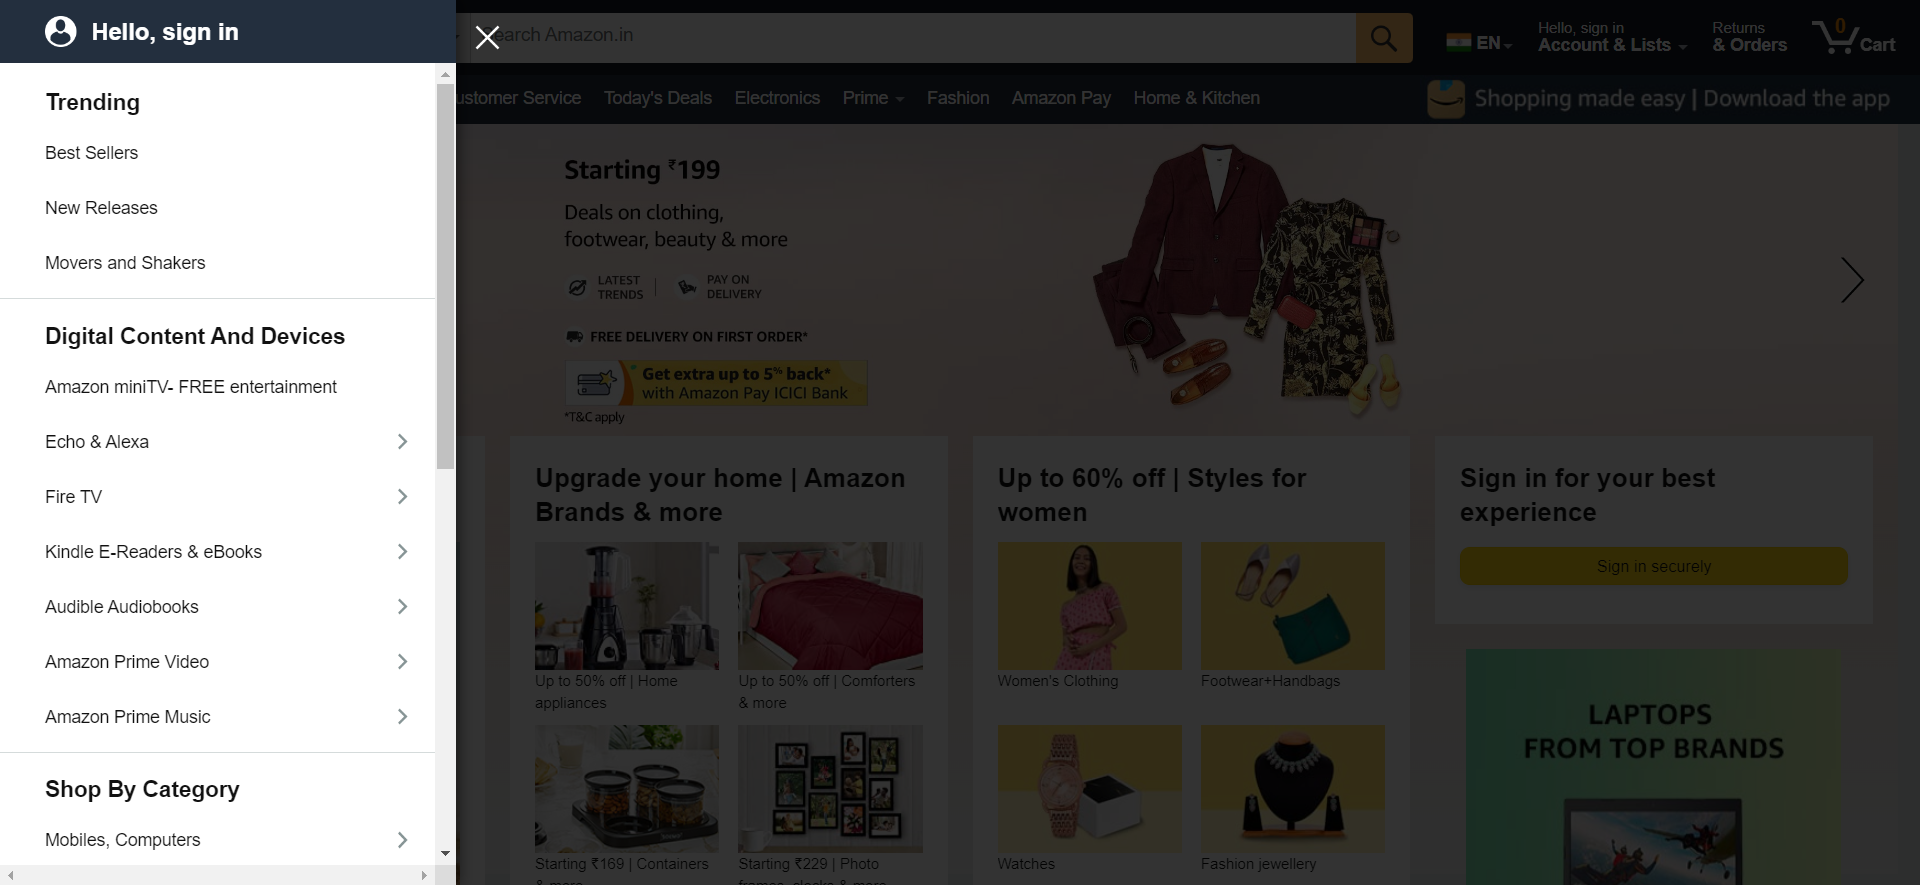 Hello, sign in
Trending
Best Sellers
New Releases
Movers and Shakers
Digital Content And Devices
Amazon miniTV- FREE entertainment
Echo & Alexa
Fire TV
Kindle E-Readers & eBooks
Audible Audiobooks
Amazon Prime Video
Amazon Prime Music
Shop By Category
Mobiles, Computers
Amazon.in
EN
Hello, sign in
Account & Lists
Returns
& Orders
0
Cart
Service
Today's Deals
Electronics
Prime
Fashion
Amazon Pay
Home & Kitchen
Shopping made easy | Download the app
Starting ₹199
Deals on clothing,
footwear, beauty & more
LATEST
TRENDS
PAY ON
DELIVERY
FREE DELIVERY ON FIRST ORDER*
Get extra up to 5% back*
with Amazon Pay ICICI Bank
*T&C apply
Upgrade your home | Amazon
Brands & more
Up to 50% off | Home
appliances
Up to 50% off | Comforters
& more
Starting ₹169 | Containers
Starting ₹229 | Photo
Up to 60% off | Styles for
women
Women's Clothing
Footwear+Handbags
Watches
Fashion jewellery
Sign in for your best
experience
Sign in securely
LAPTOPS
FROM TOP BRANDS